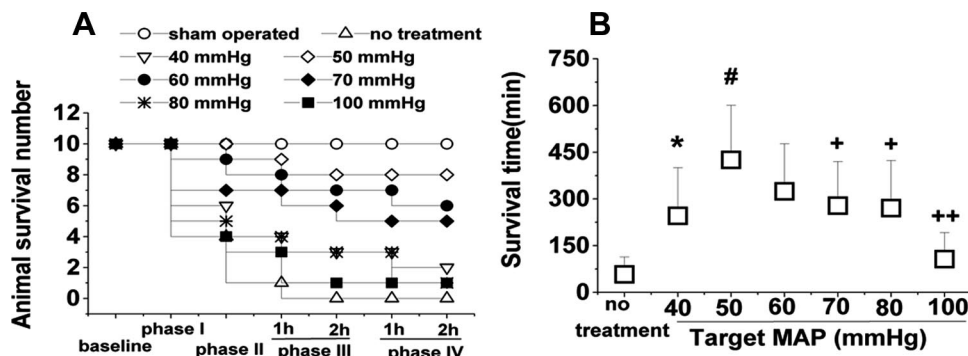 A
sham operated no treatment
40 mmHg 50 mmHg
60 mmHg 70 mmHg
80 mmHg 100 mmHg
Animal survival number
12
10
8
6
4
2
0
phase I 1h 2h 1h 2h
baseline phase II phase III phase IV
B
Survival time(min)
750
600
450
300
150
0
* # + + ++
no treatment 40 50 60 70 80 100
Target MAP (mmHg)